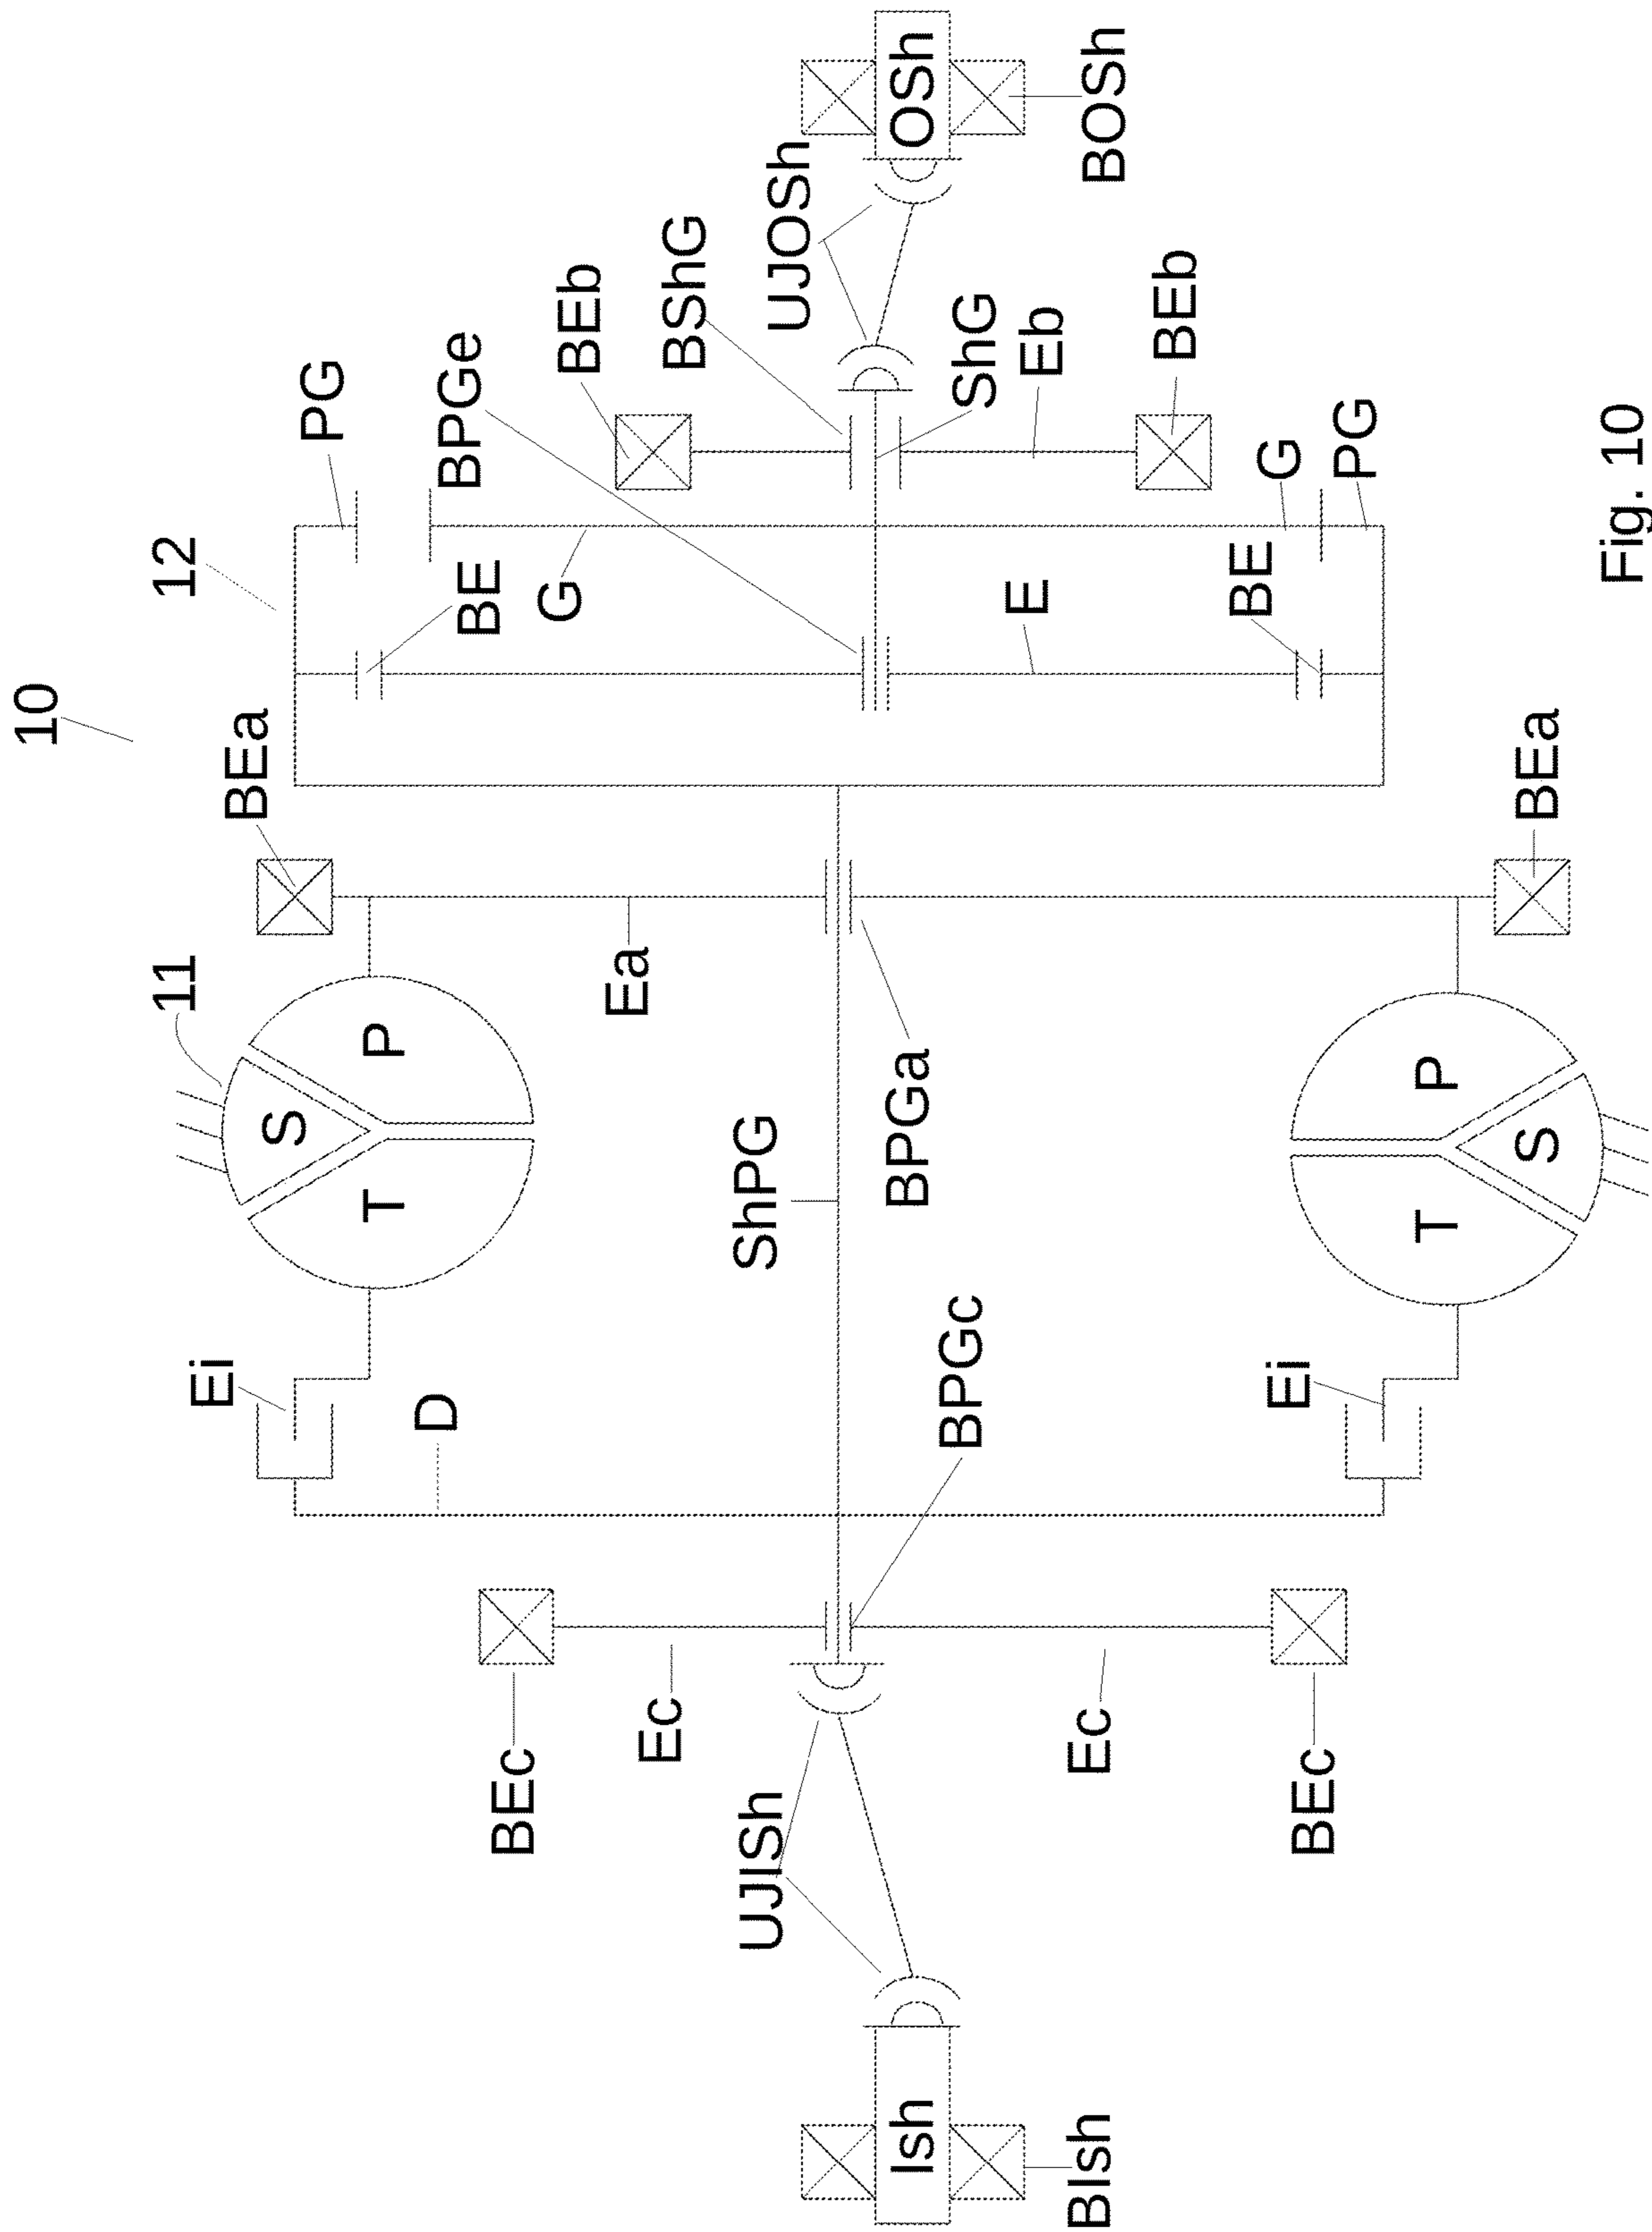 10
11
12
Ei
BEa
S
PG
T
P
D
BPGe
BE
BEc
G
BEb
Ea
Ec
BShG
ShPG
UJISh
UJOSh
Ish
OSh
BPGa
BPGc
ShG
E
Eb
BIsh
Ec
BOSh
BEb
BE
G
Ei
BEc
PG
T
P
S
BEa
Fig. 10